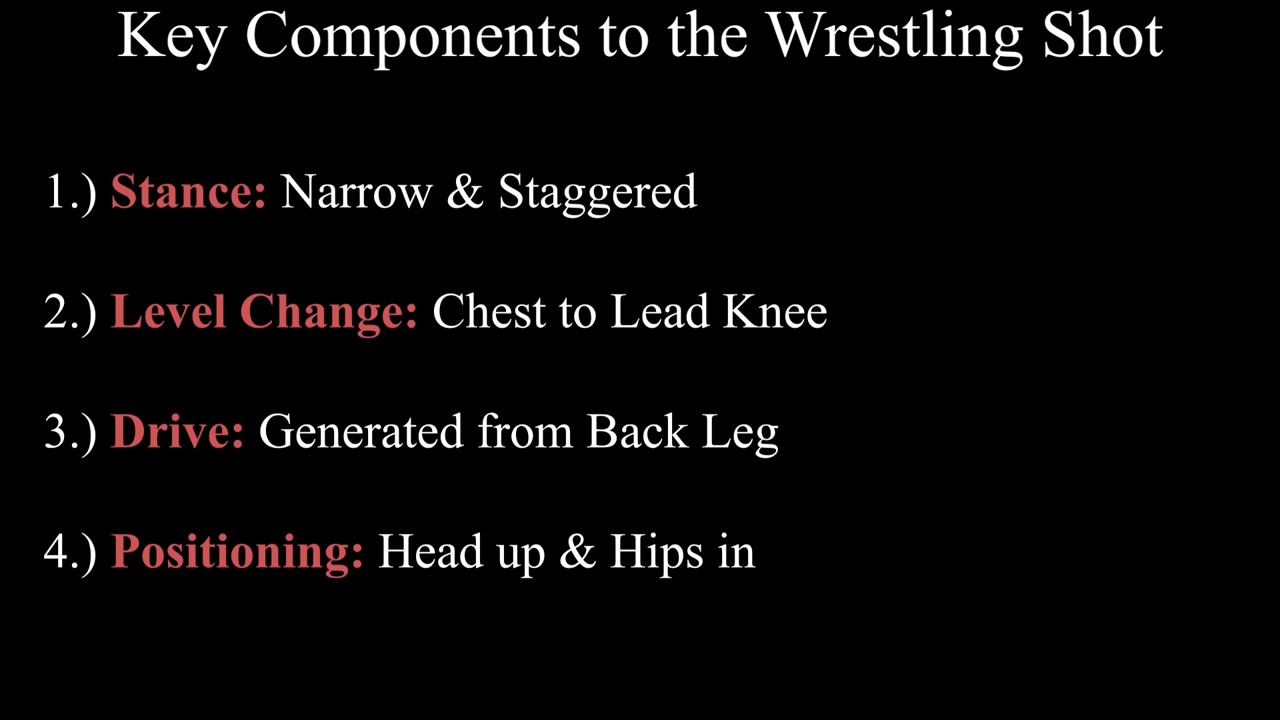 Key Components to the Wrestling Shot
1.) Stance: Narrow & Staggered
2.) Level Change: Chest to Lead Knee
3.) Drive: Generated from Back Leg
4.) Positioning: Head up & Hips in